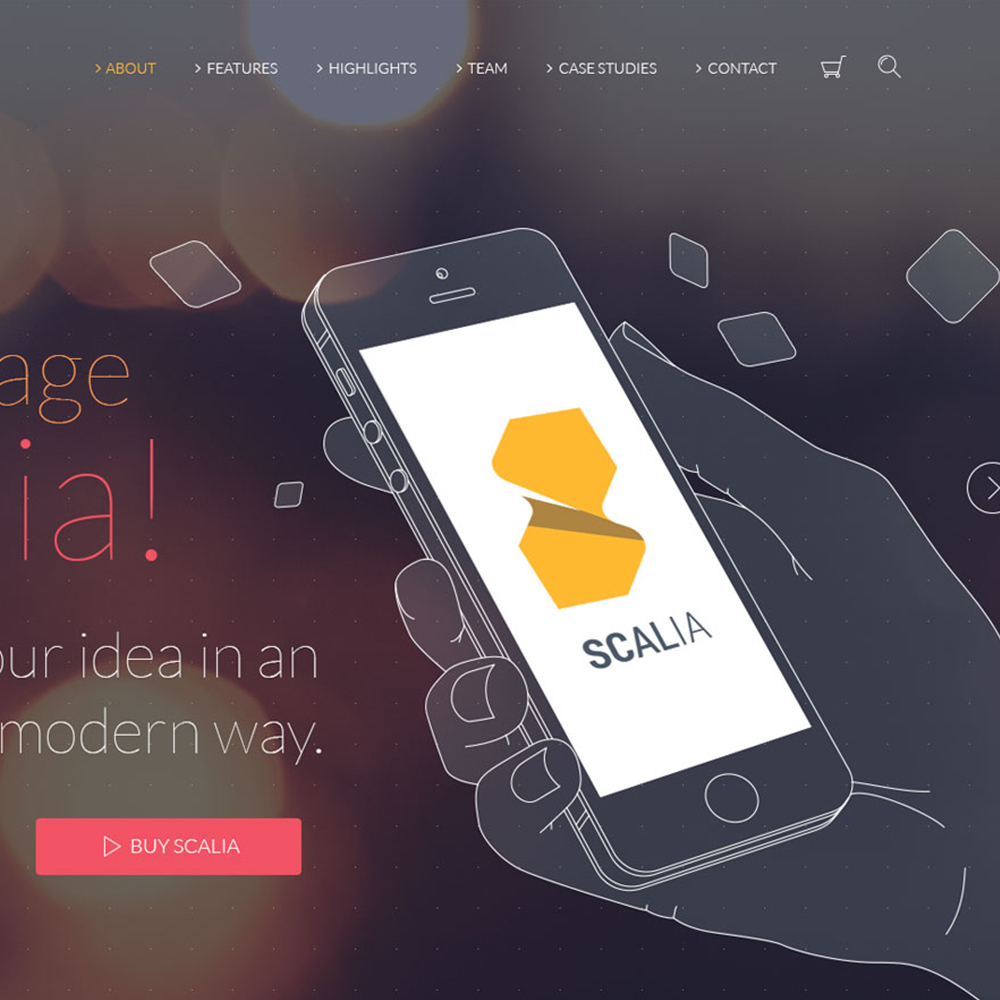 ABOUT FEATURES HIGHLIGHTS TEAM CASE STUDIES CONTACT
age
ia!
our idea in an
modern way.
BUY SCALIA
SCALIA